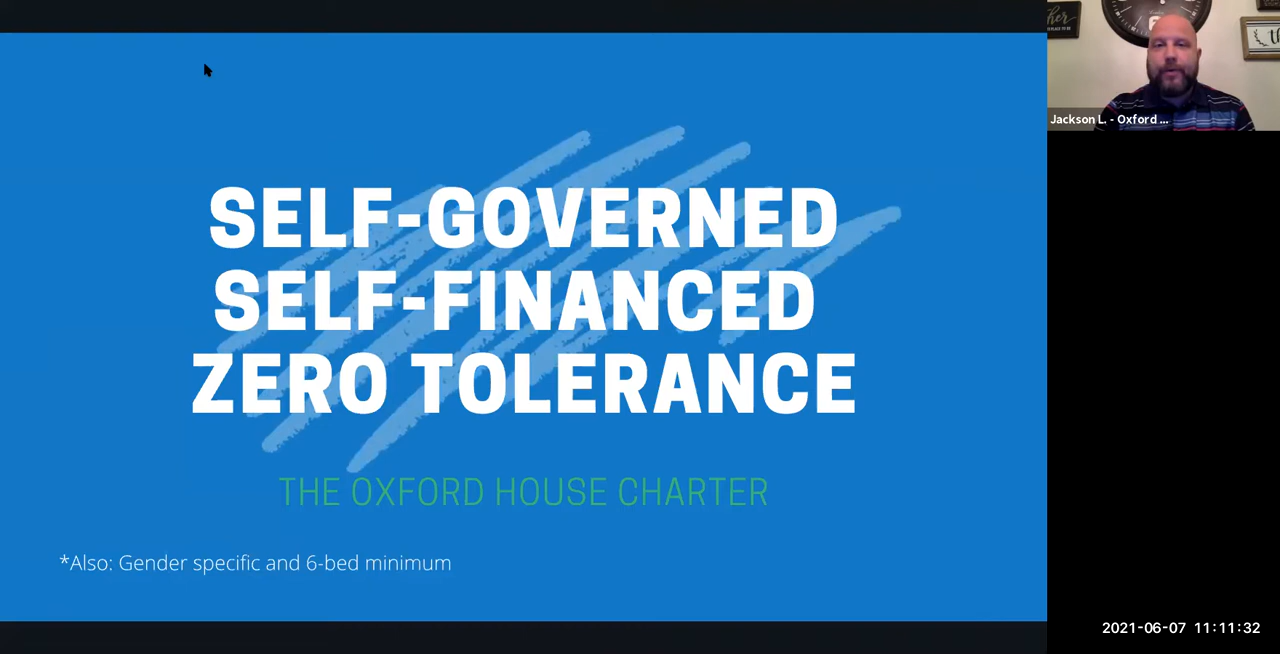 SELF-GOVERNED
SELF-FINANCED
ZERO TOLERANCE
THE OXFORD HOUSE CHARTER
*Also: Gender specific and 6-bed minimum
her
Jackson L. - Oxford ...
2021-06-07 11:11:32